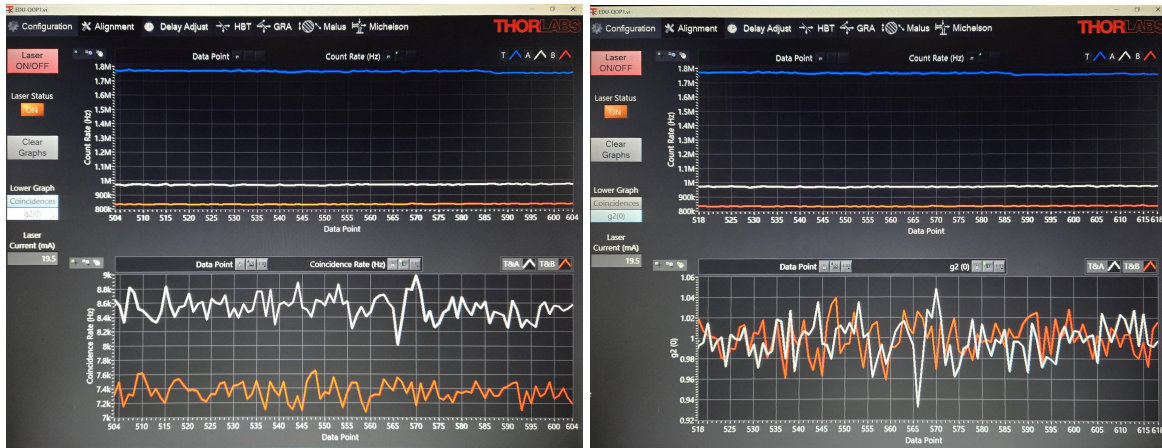 EDU-QOP1.vi
Configuration Alignment Delay Adjust HBT GRA Malus Michelson THORLABS
Laser ON/OFF
Laser Status
ON
Clear Graphs
Lower Graph
Coincidences
g2(0)
Laser Current (mA)
19.5
Data Point Count Rate (Hz) T A B
Count Rate (Hz)
1.8M
1.7M
1.6M
1.5M
1.4M
1.3M
1.2M
1.1M
1M
900k
800k
504 510 515 520 525 530 535 540 545 550 555 560 565 570 575 580 585 590 595 600 604
Data Point
Data Point Coincidence Rate (Hz) T&A T&B
Coincidence Rate (Hz)
9k
8.8k
8.6k
8.4k
8.2k
8k
7.8k
7.6k
7.4k
7.2k
7k
504 510 515 520 525 530 535 540 545 550 555 560 565 570 575 580 585 590 595 600 604
Data Point
EDU-QOP1.vi
Configuration Alignment Delay Adjust HBT GRA Malus Michelson THORLABS
Laser ON/OFF
Laser Status
ON
Clear Graphs
Lower Graph
Coincidences
g2(0)
Laser Current (mA)
19.5
Data Point Count Rate (Hz) T A B
Count Rate (Hz)
1.8M
1.7M
1.6M
1.5M
1.4M
1.3M
1.2M
1.1M
1M
900k
800k
518 525 530 535 540 545 550 555 560 565 570 575 580 585 590 595 600 605 610 615 618
Data Point
Data Point g2 (0) T&A T&B
g2 (0)
1.06
1.04
1.02
1
0.98
0.96
0.94
0.92
518 525 530 535 540 545 550 555 560 565 570 575 580 585 590 595 600 605 610 615 618
Data Point